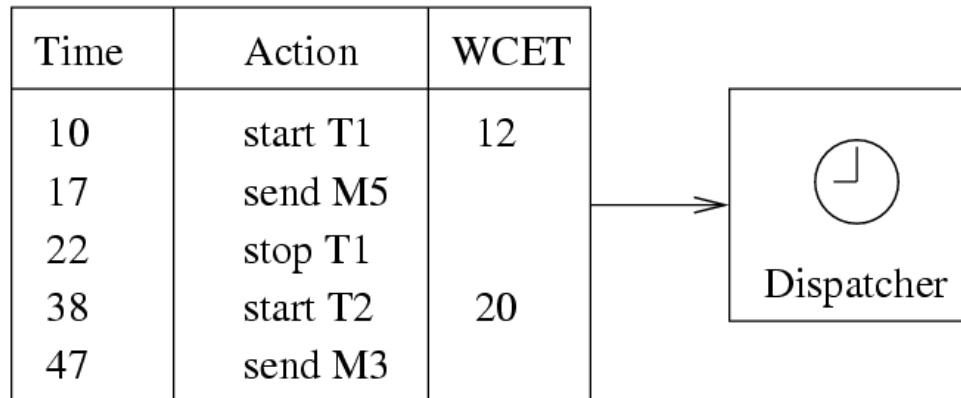 Time Action WCET
10 start T1 12
17 send M5
22 stop T1
38 start T2 20
47 send M3
Dispatcher